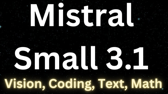 Mistral
Small 3.1
Vision, Coding, Text, Math